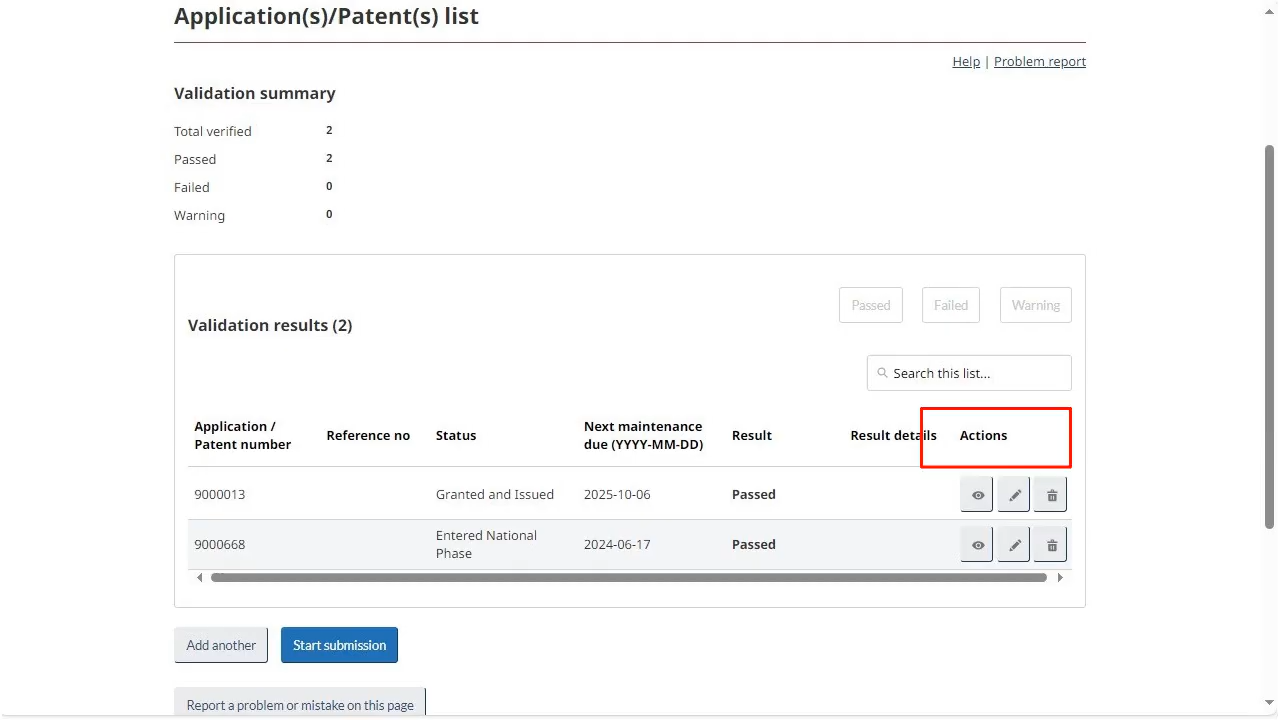 Application(s)/Patent(s) list
Help | Problem report
Validation summary
Total verified 2
Passed 2
Failed 0
Warning 0
Passed Failed Warning
Validation results (2)
Search this list...
Application / Patent number Reference no Status Next maintenance due (YYYY-MM-DD) Result Result details Actions
9000013 Granted and Issued 2025-10-06 Passed
9000668 Entered National Phase 2024-06-17 Passed
Add another Start submission
Report a problem or mistake on this page